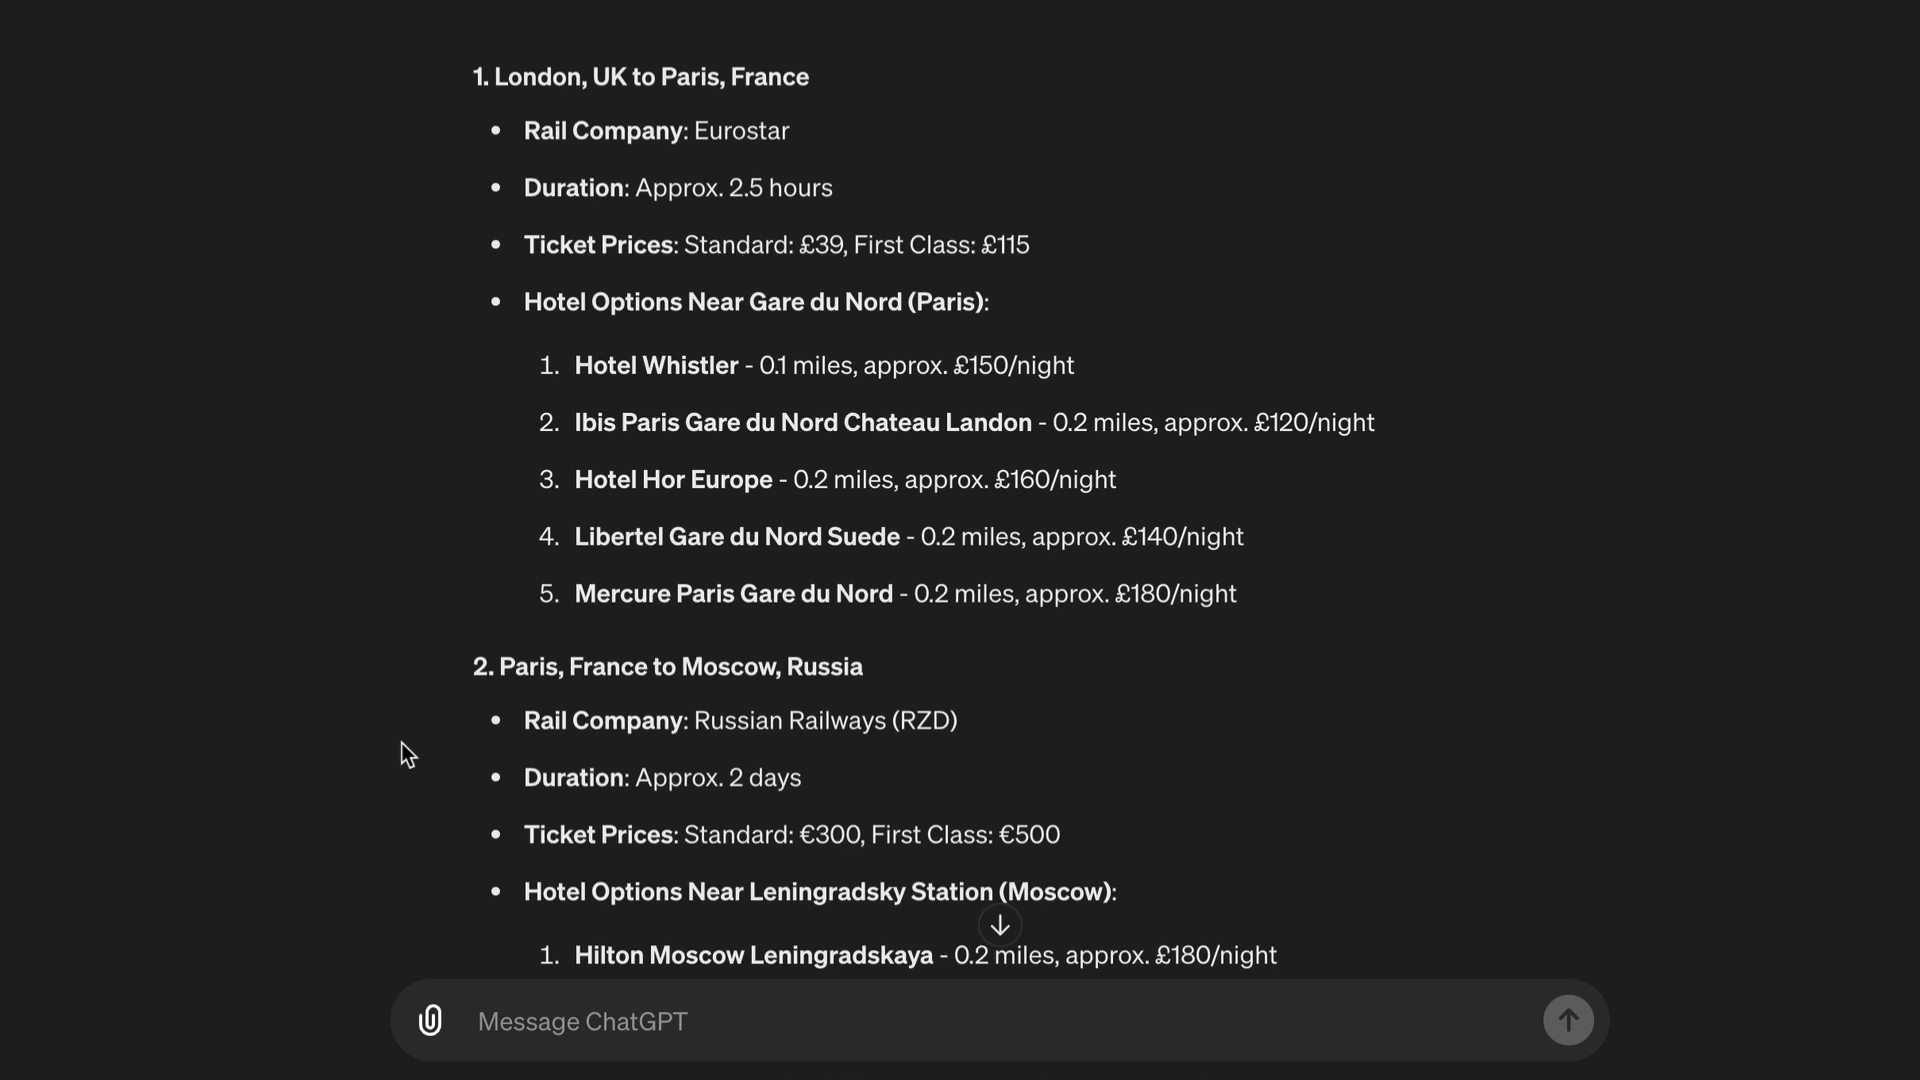 1. London, UK to Paris, France
• Rail Company: Eurostar
• Duration: Approx. 2.5 hours
• Ticket Prices: Standard: £39, First Class: £115
• Hotel Options Near Gare du Nord (Paris):
1. Hotel Whistler - 0.1 miles, approx. £150/night
2. Ibis Paris Gare du Nord Chateau Landon - 0.2 miles, approx. £120/night
3. Hotel Hor Europe - 0.2 miles, approx. £160/night
4. Libertel Gare du Nord Suede - 0.2 miles, approx. £140/night
5. Mercure Paris Gare du Nord - 0.2 miles, approx. £180/night
2. Paris, France to Moscow, Russia
• Rail Company: Russian Railways (RZD)
• Duration: Approx. 2 days
• Ticket Prices: Standard: €300, First Class: €500
• Hotel Options Near Leningradsky Station (Moscow):
1. Hilton Moscow Leningradskaya - 0.2 miles, approx. £180/night
Message ChatGPT